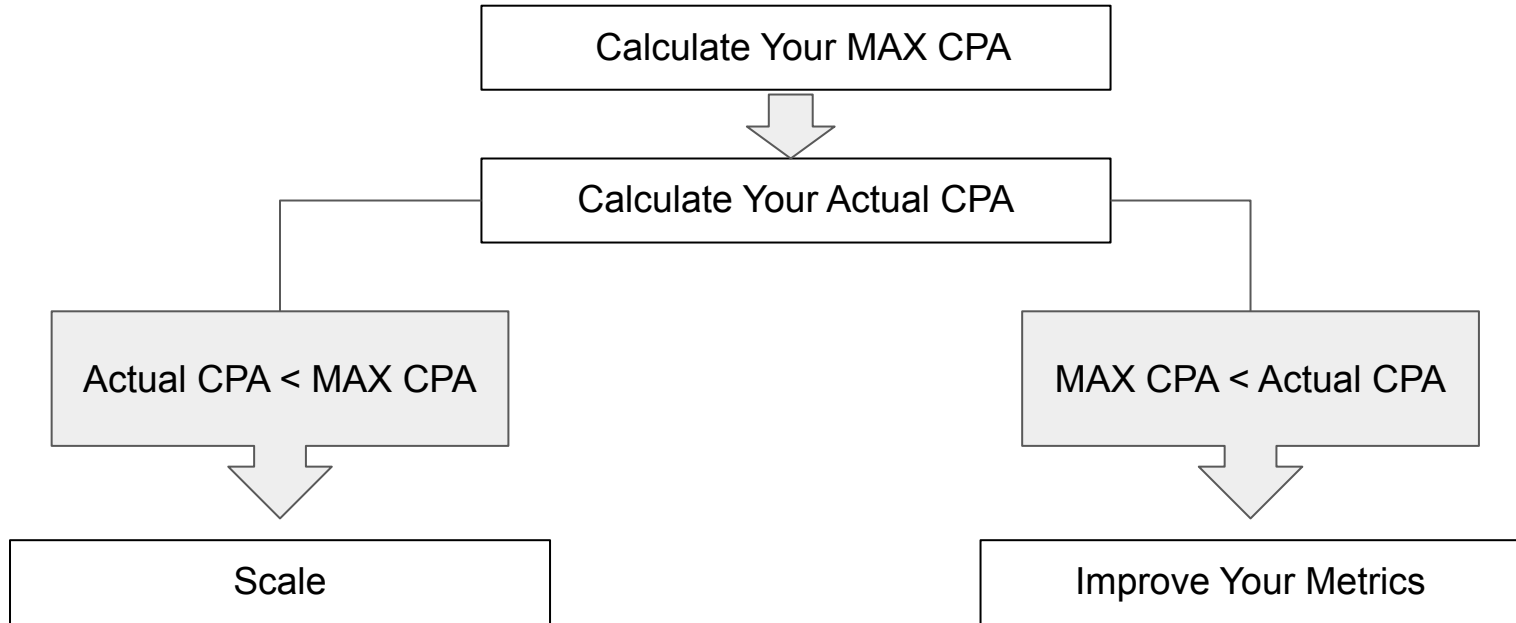 Calculate Your MAX CPA
Calculate Your Actual CPA
Actual CPA < MAX CPA
MAX CPA < Actual CPA
Scale
Improve Your Metrics